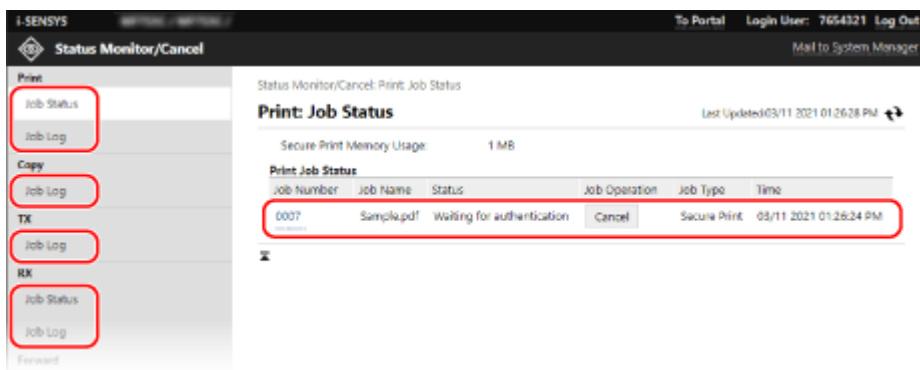 i-SENSYS To Portal Login User: 7654321 Log Out
Status Monitor/Cancel Mail to System Manager
Print
Job Status
Job Log
Copy
Job Log
TX
Job Log
RX
Job Status
Job Log
Forward
Status Monitor/Cancel: Print: Job Status
Print: Job Status Last Updated:03/11 2021 01:26:28 PM
Secure Print Memory Usage: 1 MB
Print Job Status
Job Number Job Name Status Job Operation Job Type Time
0007 Sample.pdf Waiting for authentication Cancel Secure Print 03/11 2021 01:26:24 PM